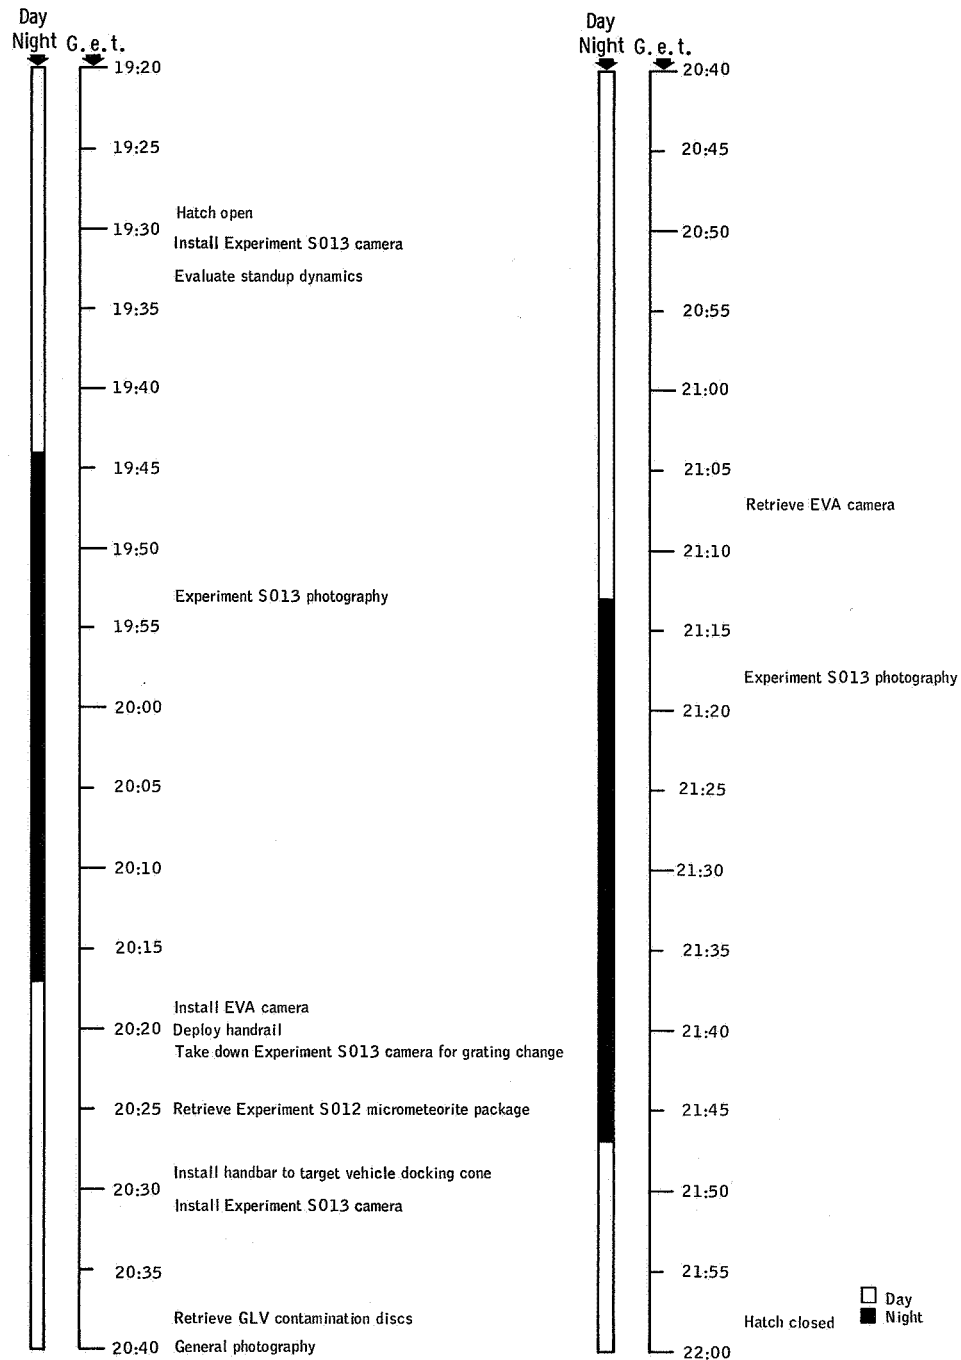 Day
Night G.e.t.
19:20
19:25
Hatch open
19:30
Install Experiment S013 camera
Evaluate standup dynamics
19:35
19:40
19:45
19:50
Experiment S013 photography
19:55
20:00
20:05
20:10
20:15
Install EVA camera
20:20 Deploy handrail
Take down Experiment S013 camera for grating change
20:25 Retrieve Experiment S012 micrometeorite package
Install handbar to target vehicle docking cone
20:30
Install Experiment S013 camera
20:35
Retrieve GLV contamination discs
20:40 General photography
Day
Night G.e.t.
20:40
20:45
20:50
20:55
21:00
21:05
Retrieve EVA camera
21:10
21:15
Experiment S013 photography
21:20
21:25
21:30
21:35
21:40
21:45
21:50
21:55
Day
Night
Hatch closed
22:00